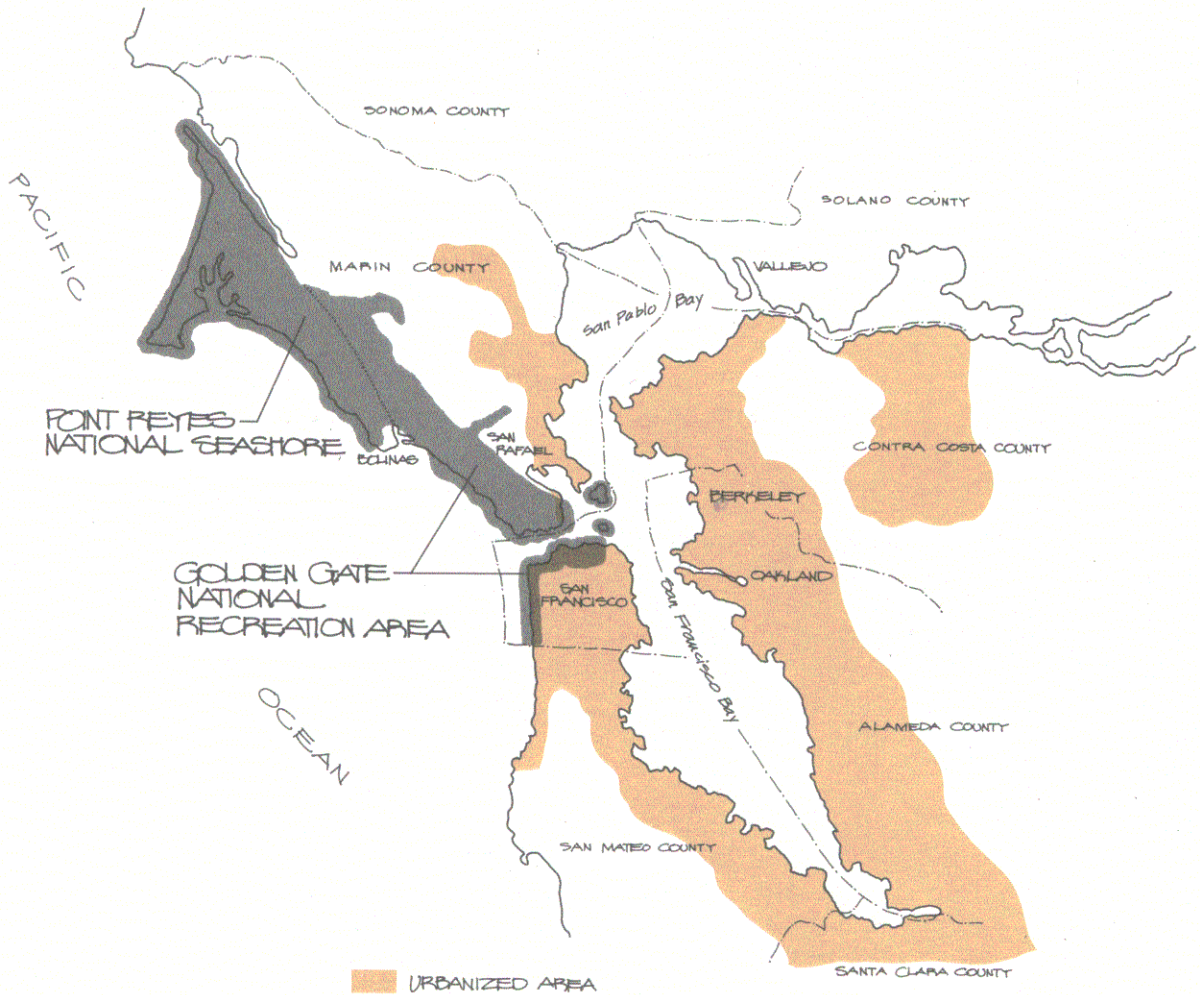 SONOMA COUNTY
PACIFIC
SOLANO COUNTY
MARIN COUNTY
VALLEJO
San Pablo Bay
POINT REYES
NATIONAL SEASHORE
BOLINAS
SAN
RAFAEL
CONTRA COSTA COUNTY
BERKELEY
GOLDEN GATE
NATIONAL
RECREATION AREA
SAN
FRANCISCO
OAKLAND
San Francisco Bay
OCEAN
ALAMEDA COUNTY
SAN MATEO COUNTY
SANTA CLARA COUNTY
URBANIZED AREA